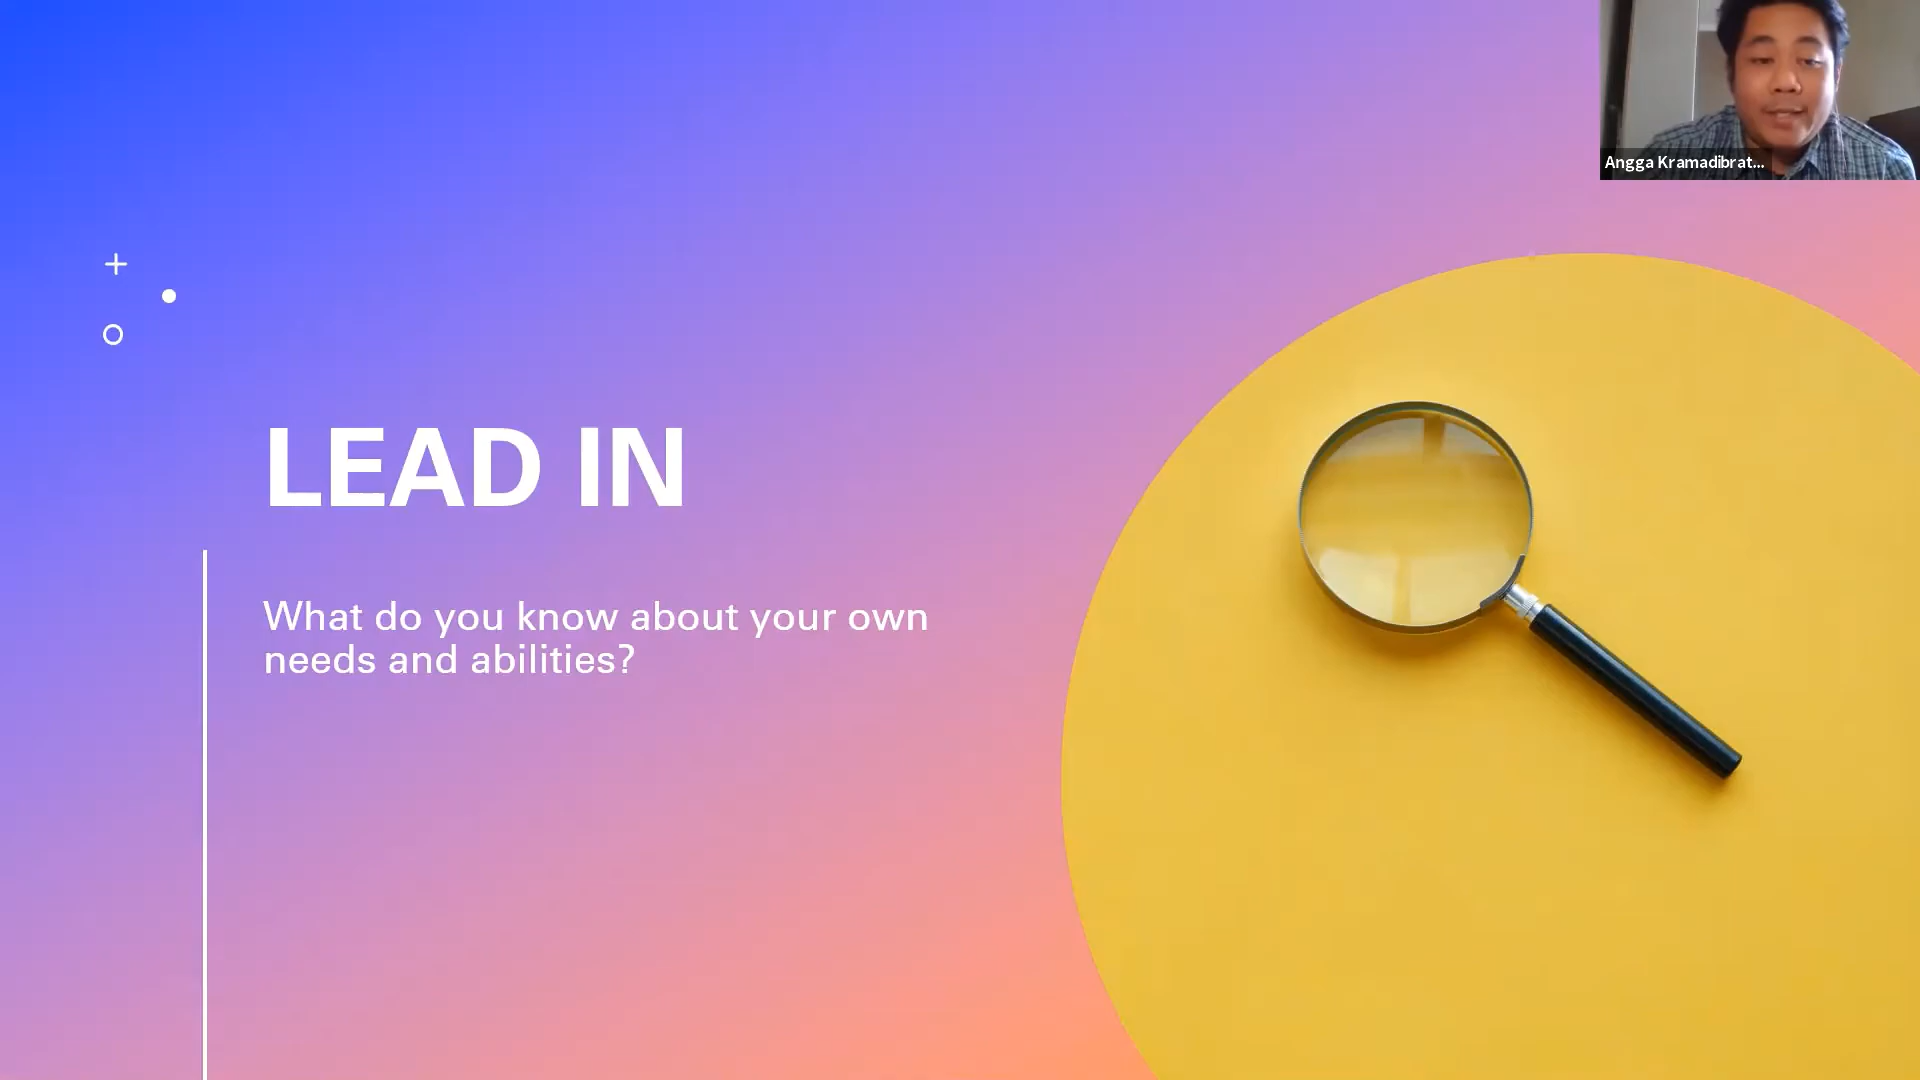 Angga Kramadibrat...
LEAD IN
What do you know about your own
needs and abilities?